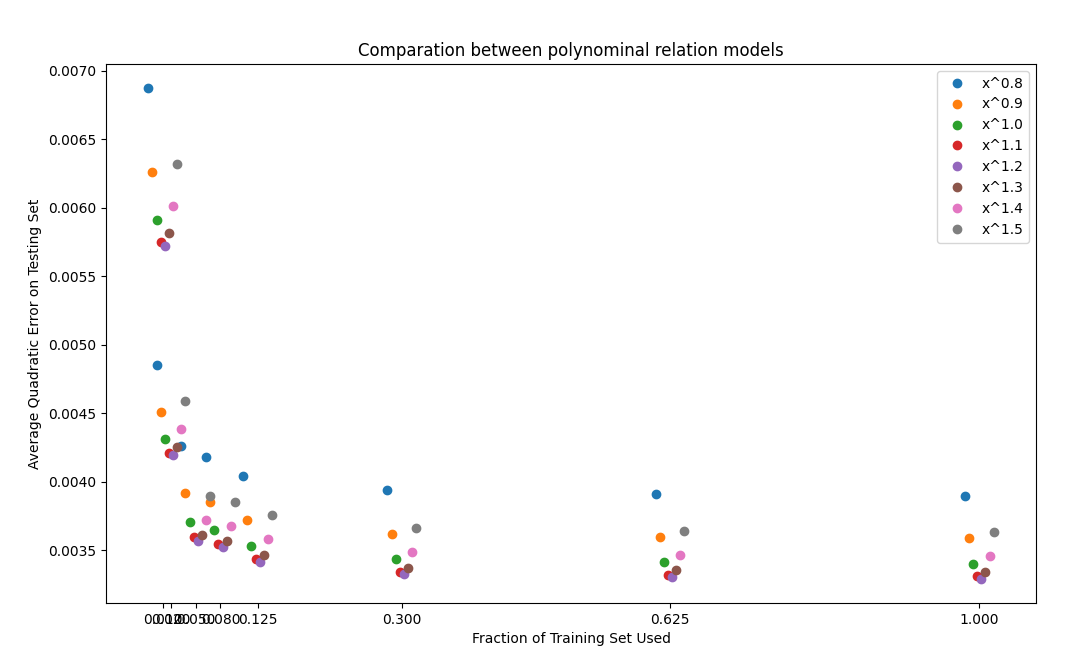 Comparation between polynominal relation models
0.0070
0.0065
0.0060
0.0055
0.0050
0.0045
0.0040
0.0035
Average Quadratic Error on Testing Set
x^0.8
x^0.9
x^1.0
x^1.1
x^1.2
x^1.3
x^1.4
x^1.5
0.080 0.125 0.300 0.625 1.000
Fraction of Training Set Used